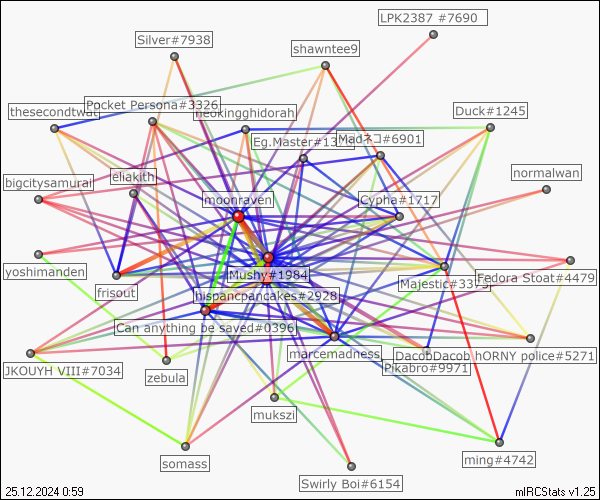 LPK2387 #7690
Silver#7938
shawntee9
Pocket Persona#3326
neokingghidorah
thesecondtwat
Duck#1245
Eg.Master#13
Madネコ#6901
eliakith
bigcitysamurai
normalwan
moonraven
Cypha#1717
yoshimanden
Mushy#1984
Majestic#3375
Fedora Stoat#4479
frisout
hispancpancakes#2928
Can anything be saved#0396
marcemadness
DacobDacob
hORNY police#5271
JKOUYH VIII#7034
zebula
Pikabro#9971
mukszi
somass
ming#4742
Swirly Boi#6154
25.12.2024 0:59
mIRCStats v1.25